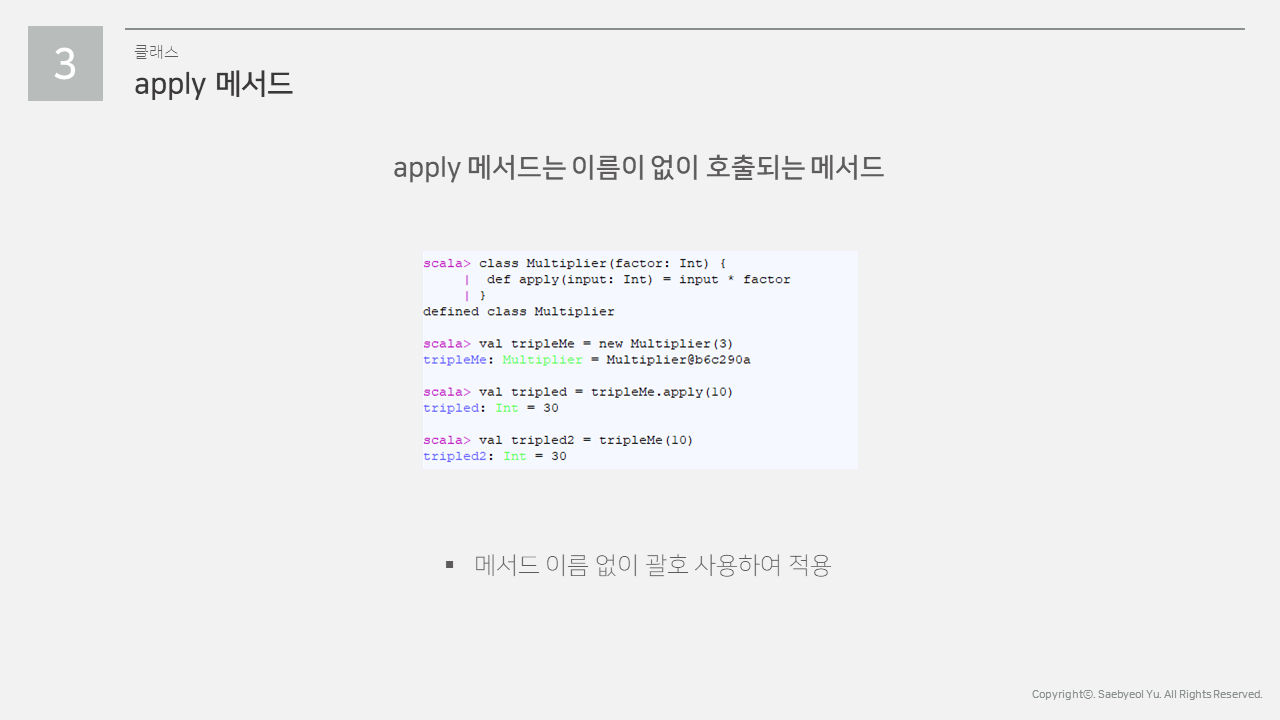 3
클래스
apply 메서드
apply 메서드는 이름이 없이 호출되는 메서드
scala> class Multiplier(factor: Int) {
| def apply(input: Int) = input * factor
| }
defined class Multiplier
scala> val tripleMe = new Multiplier(3)
tripleMe: Multiplier = Multiplier@b6c290a
scala> val tripled = tripleMe.apply(10)
tripled: Int = 30
scala> val tripled2 = tripleMe(10)
tripled2: Int = 30
▪ 메서드 이름 없이 괄호 사용하여 적용
Copyrightⓒ. Saebyeol Yu. All Rights Reserved.